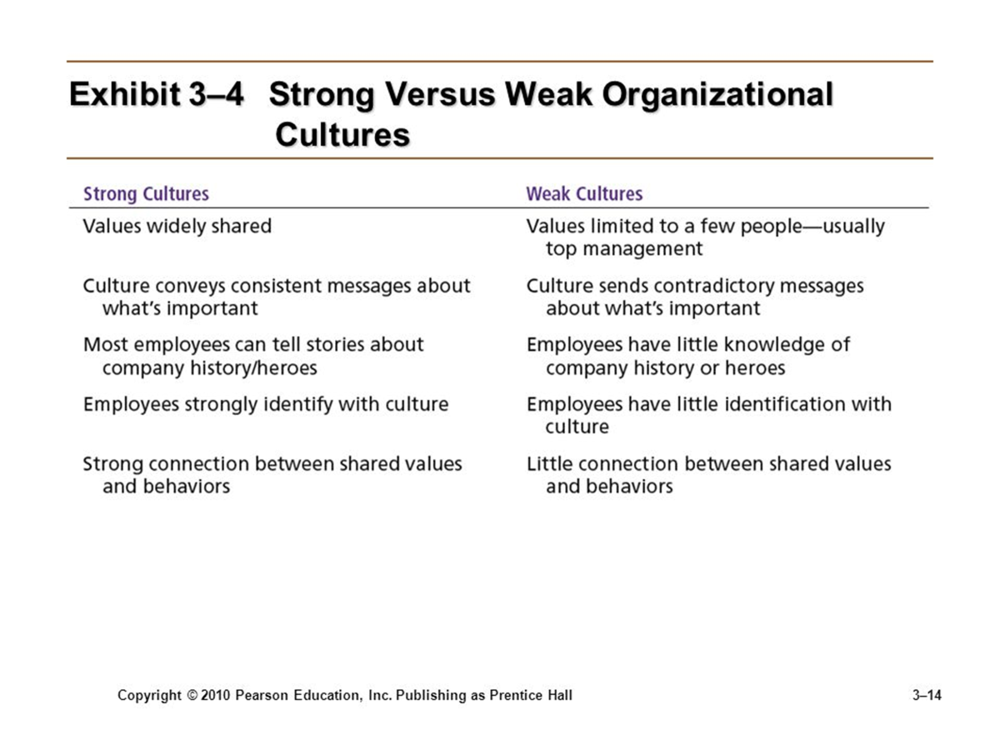 Exhibit 3–4 Strong Versus Weak Organizational
Cultures
Strong Cultures
Weak Cultures
Values widely shared
Values limited to a few people—usually
top management
Culture conveys consistent messages about
what's important
Culture sends contradictory messages
about what's important
Most employees can tell stories about
company history/heroes
Employees have little knowledge of
company history or heroes
Employees strongly identify with culture
Employees have little identification with
culture
Strong connection between shared values
and behaviors
Little connection between shared values
and behaviors
Copyright © 2010 Pearson Education, Inc. Publishing as Prentice Hall
3–14